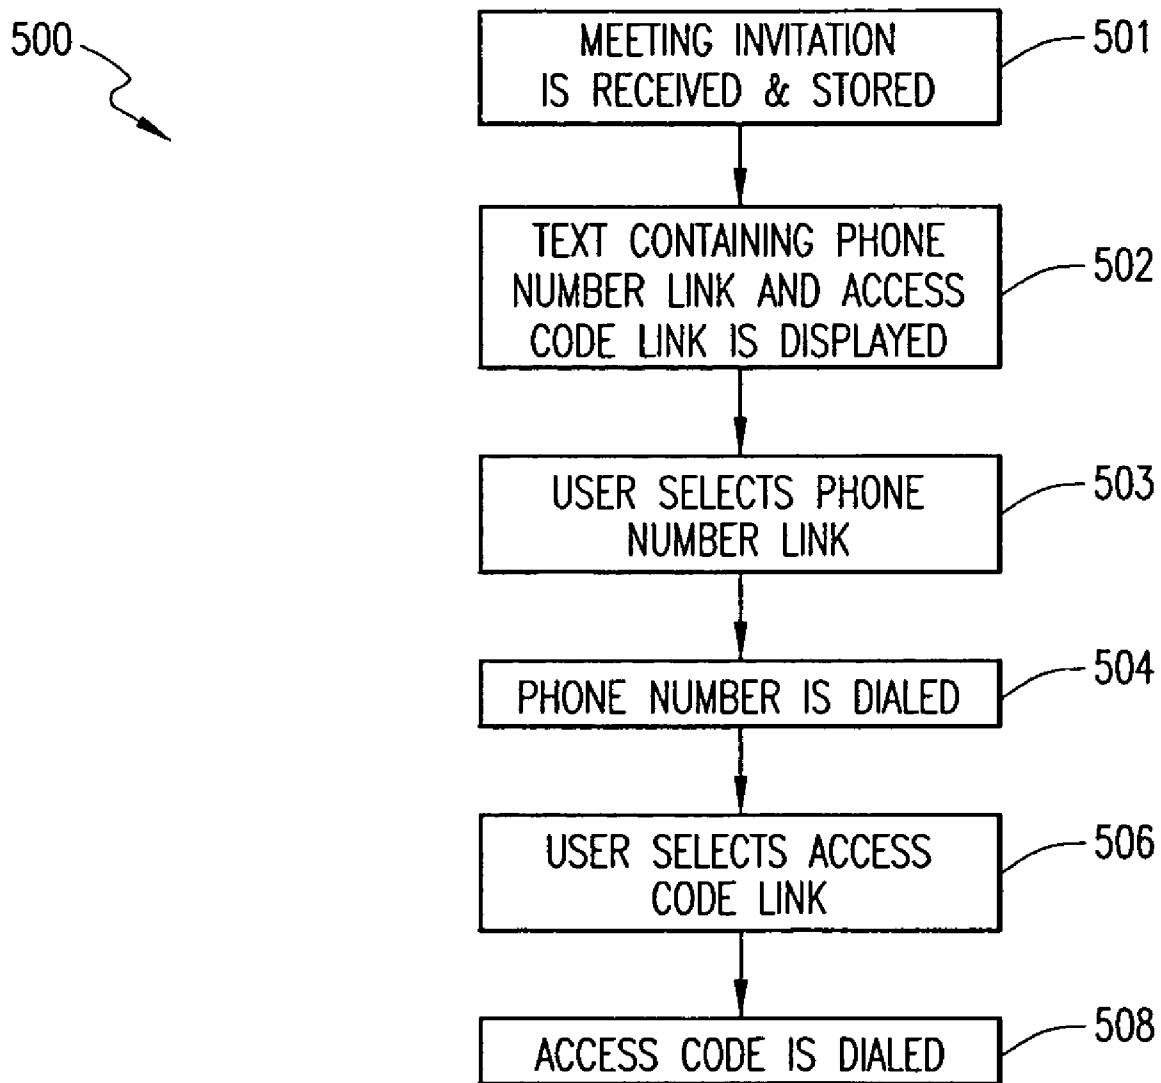 500
MEETING INVITATION
IS RECEIVED & STORED
501
TEXT CONTAINING PHONE
NUMBER LINK AND ACCESS
CODE LINK IS DISPLAYED
502
USER SELECTS PHONE
NUMBER LINK
503
PHONE NUMBER IS DIALED
504
USER SELECTS ACCESS
CODE LINK
506
ACCESS CODE IS DIALED
508